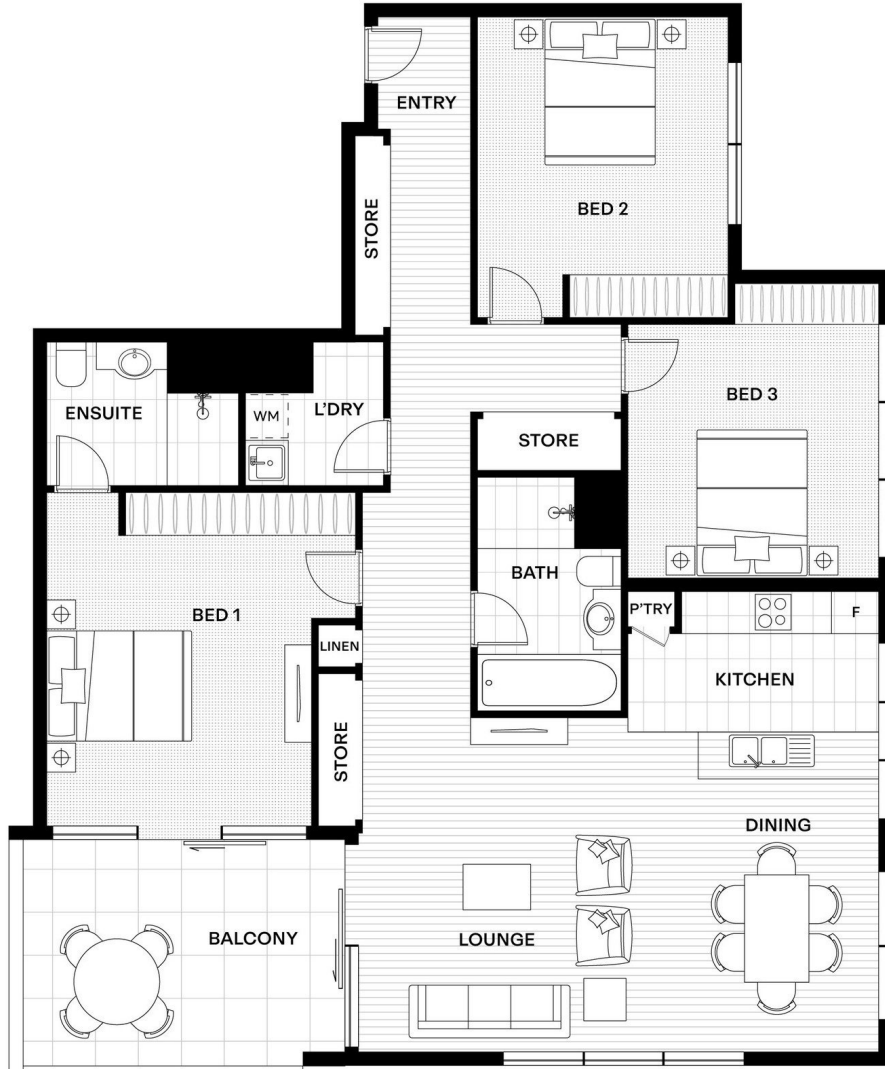 ENTRY
STORE
BED 2
ENSUITE
WM
L'DRY
BED 3
STORE
BATH
BED 1
LINEN
P'TRY
F
KITCHEN
STORE
DINING
BALCONY
LOUNGE